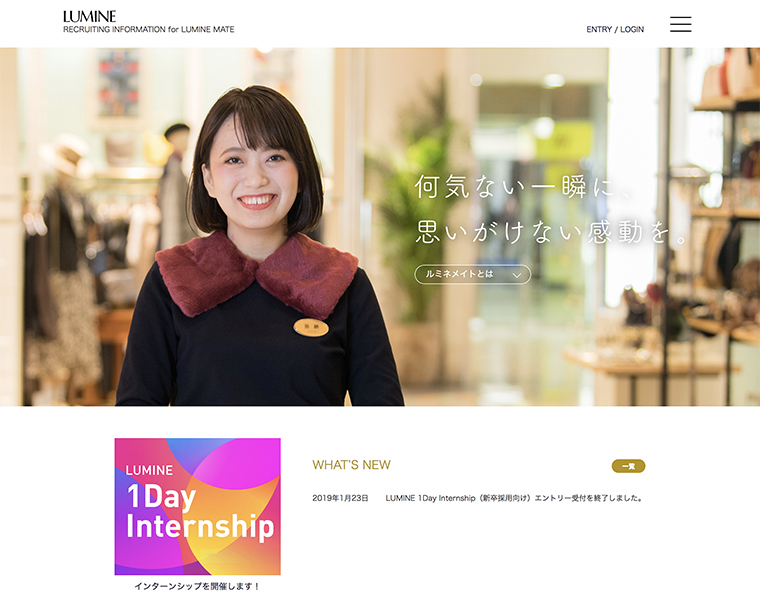 LUMINE
RECRUITING INFORMATION for LUMINE MATE
ENTRY / LOGIN
何気ない一瞬に、
思いがけない感動を。
ルミネメイトとは
LUMINE
1Day
Internship
インターンシップを開催します！
WHAT'S NEW
一覧
2019年1月23日 LUMINE 1Day Internship（新卒採用向け）エントリー受付を終了しました。